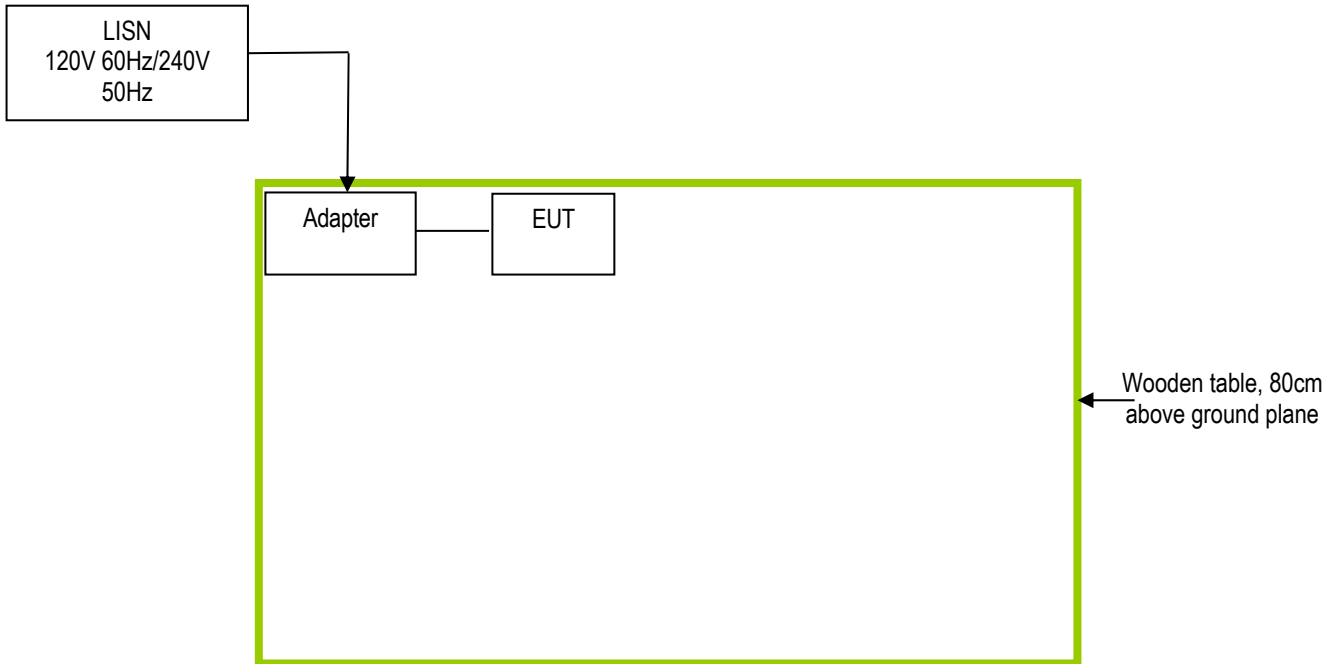 LISN
120V 60Hz/240V
50Hz
Adapter
EUT
Wooden table, 80cm
above ground plane